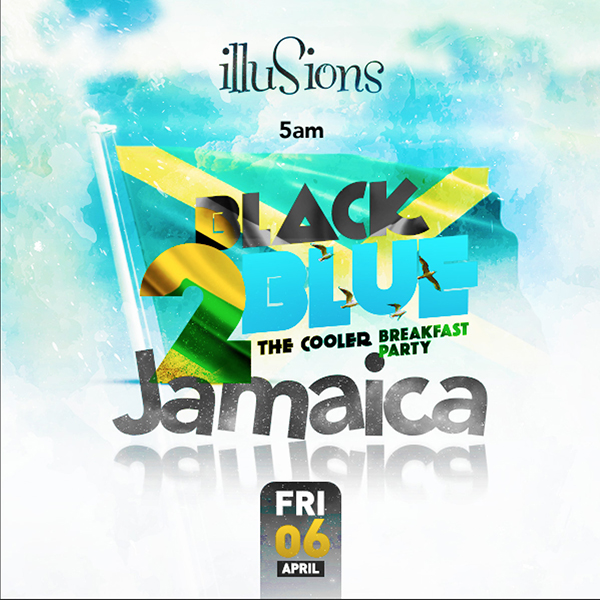 illuSions
5am
BLACK
2 BLUE
THE COOLER BREAKFAST PARTY
Jamaica
FRI
06
APRIL